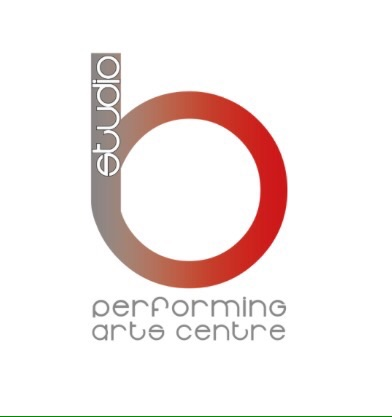 studio
b
performing
arts centre